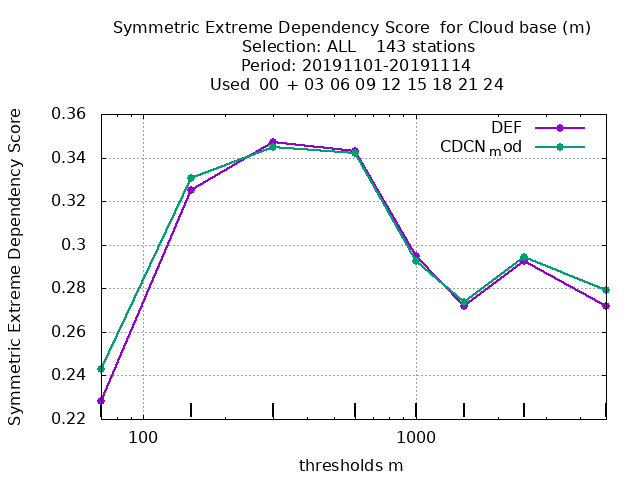 Symmetric Extreme Dependency Score for Cloud base (m)
Selection: ALL 143 stations
Period: 20191101-20191114
Used 00 + 03 06 09 12 15 18 21 24
Symmetric Extreme Dependency Score
0.36
0.34
0.32
0.3
0.28
0.26
0.24
0.22
DEF
CDCNmod
100
1000
thresholds m